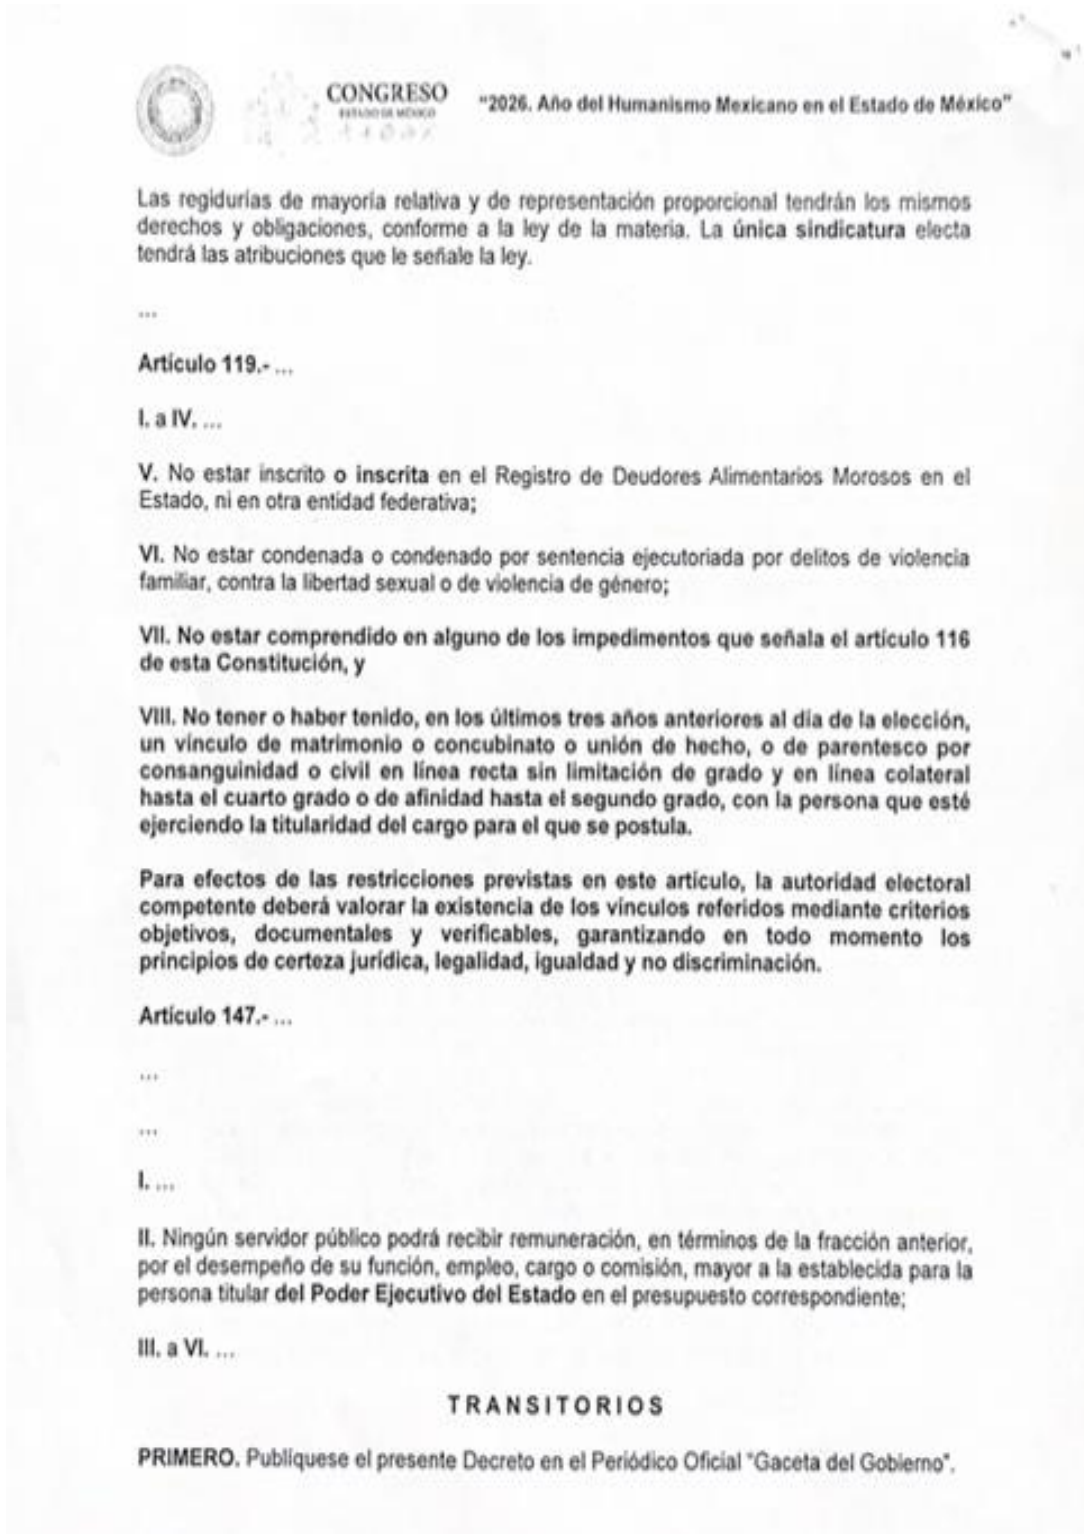 CONGRESO
ESTADO DE MÉXICO
"2026. Año del Humanismo Mexicano en el Estado de México"
Las regidurías de mayoría relativa y de representación proporcional tendrán los mismos
derechos y obligaciones, conforme a la ley de la materia. La única sindicatura electa
tendrá las atribuciones que le señale la ley.
...
Artículo 119.- ...
I. a IV. ...
V. No estar inscrito o inscrita en el Registro de Deudores Alimentarios Morosos en el
Estado, ni en otra entidad federativa;
VI. No estar condenada o condenado por sentencia ejecutoriada por delitos de violencia
familiar, contra la libertad sexual o de violencia de género;
VII. No estar comprendido en alguno de los impedimentos que señala el artículo 116
de esta Constitución, y
VIII. No tener o haber tenido, en los últimos tres años anteriores al día de la elección,
un vínculo de matrimonio o concubinato o unión de hecho, o de parentesco por
consanguinidad o civil en línea recta sin limitación de grado y en línea colateral
hasta el cuarto grado o de afinidad hasta el segundo grado, con la persona que esté
ejerciendo la titularidad del cargo para el que se postula.
Para efectos de las restricciones previstas en este artículo, la autoridad electoral
competente deberá valorar la existencia de los vínculos referidos mediante criterios
objetivos, documentales y verificables, garantizando en todo momento los
principios de certeza jurídica, legalidad, igualdad y no discriminación.
Artículo 147.- ...
...
...
I. ...
II. Ningún servidor público podrá recibir remuneración, en términos de la fracción anterior,
por el desempeño de su función, empleo, cargo o comisión, mayor a la establecida para la
persona titular del Poder Ejecutivo del Estado en el presupuesto correspondiente;
III. a VI. ...
TRANSITORIOS
PRIMERO. Publíquese el presente Decreto en el Periódico Oficial "Gaceta del Gobierno".